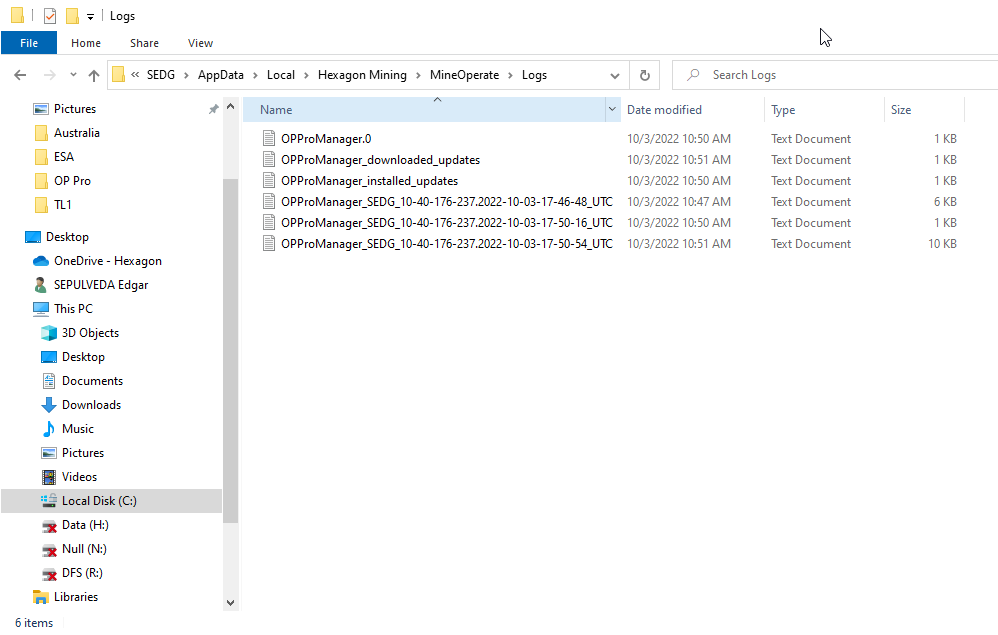 Logs
File Home Share View
« SEDG > AppData > Local > Hexagon Mining > MineOperate > Logs
Search Logs
Pictures
Australia
ESA
OP Pro
TL1
Desktop
OneDrive - Hexagon
SEPULVEDA Edgar
This PC
3D Objects
Desktop
Documents
Downloads
Music
Pictures
Videos
Local Disk (C:)
Data (H:)
Null (N:)
DFS (R:)
Libraries
Name Date modified Type Size
OPProManager.0 10/3/2022 10:50 AM Text Document 1 KB
OPProManager_downloaded_updates 10/3/2022 10:51 AM Text Document 1 KB
OPProManager_installed_updates 10/3/2022 10:50 AM Text Document 1 KB
OPProManager_SEDG_10-40-176-237.2022-10-03-17-46-48_UTC 10/3/2022 10:47 AM Text Document 6 KB
OPProManager_SEDG_10-40-176-237.2022-10-03-17-50-16_UTC 10/3/2022 10:50 AM Text Document 1 KB
OPProManager_SEDG_10-40-176-237.2022-10-03-17-50-54_UTC 10/3/2022 10:51 AM Text Document 10 KB
6 items